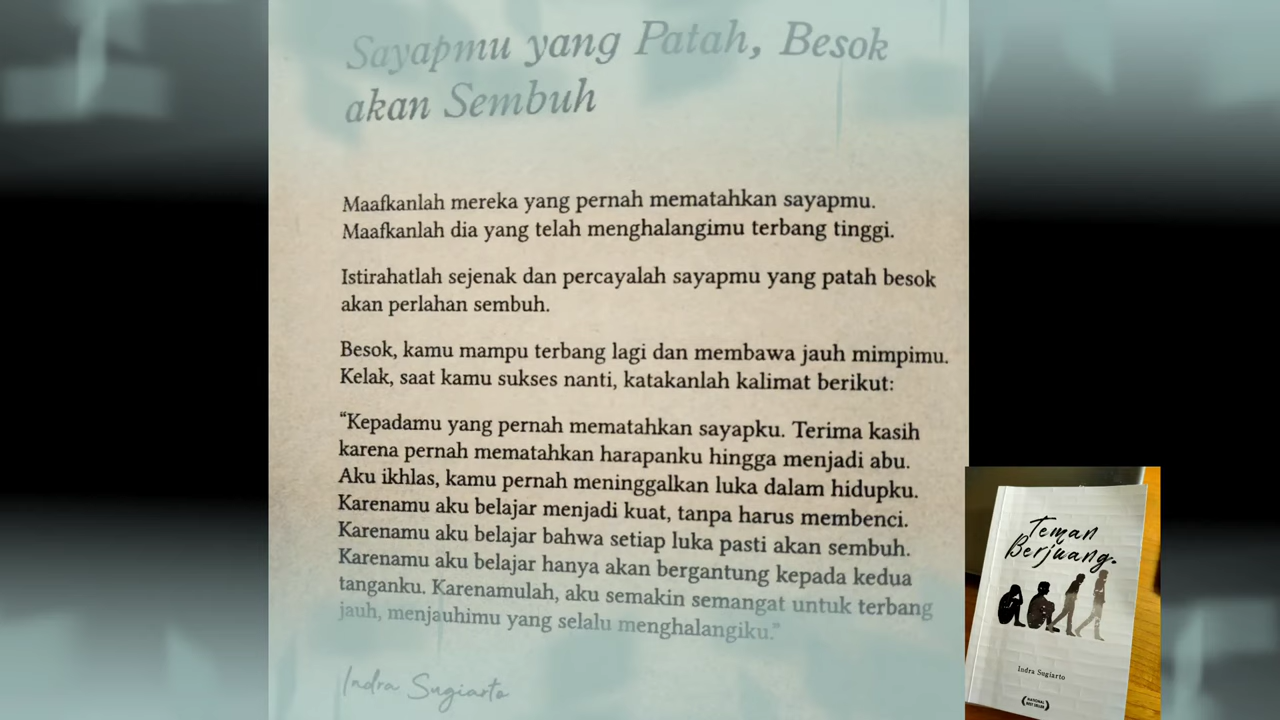 Sayapmu yang Patah, Besok
akan Sembuh
Maafkanlah mereka yang pernah mematahkan sayapmu.
Maafkanlah dia yang telah menghalangimu terbang tinggi.
Istirahatlah sejenak dan percayalah sayapmu yang patah besok
akan perlahan sembuh.
Besok, kamu mampu terbang lagi dan membawa jauh mimpimu.
Kelak, saat kamu sukses nanti, katakanlah kalimat berikut:
“Kepadamu yang pernah mematahkan sayapku. Terima kasih
karena pernah mematahkan harapanku hingga menjadi abu.
Aku ikhlas, kamu pernah meninggalkan luka dalam hidupku.
Karenamu aku belajar menjadi kuat, tanpa harus membenci.
Karenamu aku belajar bahwa setiap luka pasti akan sembuh.
Karenamu aku belajar hanya akan bergantung kepada kedua
tanganku. Karenamulah, aku semakin semangat untuk terbang
jauh, menjauhimu yang selalu menghalangiku.”
Indra Sugiarto
Teman
Berjuang.
Indra Sugiarto
NATIONAL
BEST SELLER